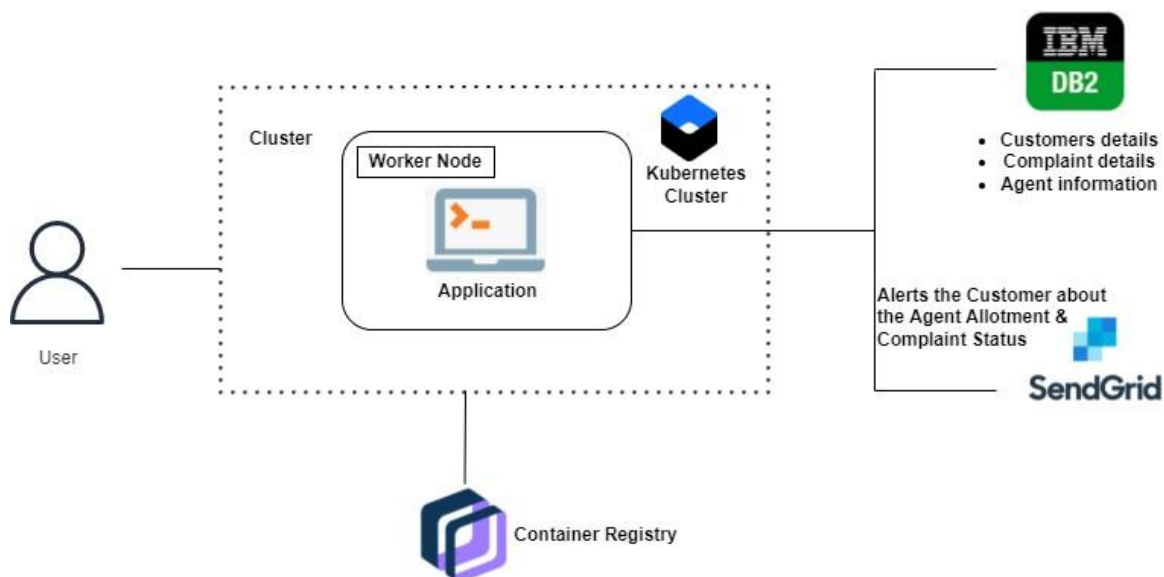 IBM
DB2
Cluster
Worker Node
Kubernetes
Cluster
• Customers details
• Complaint details
• Agent information
Application
User
Alerts the Customer about
the Agent Allotment &
Complaint Status
SendGrid
Container Registry